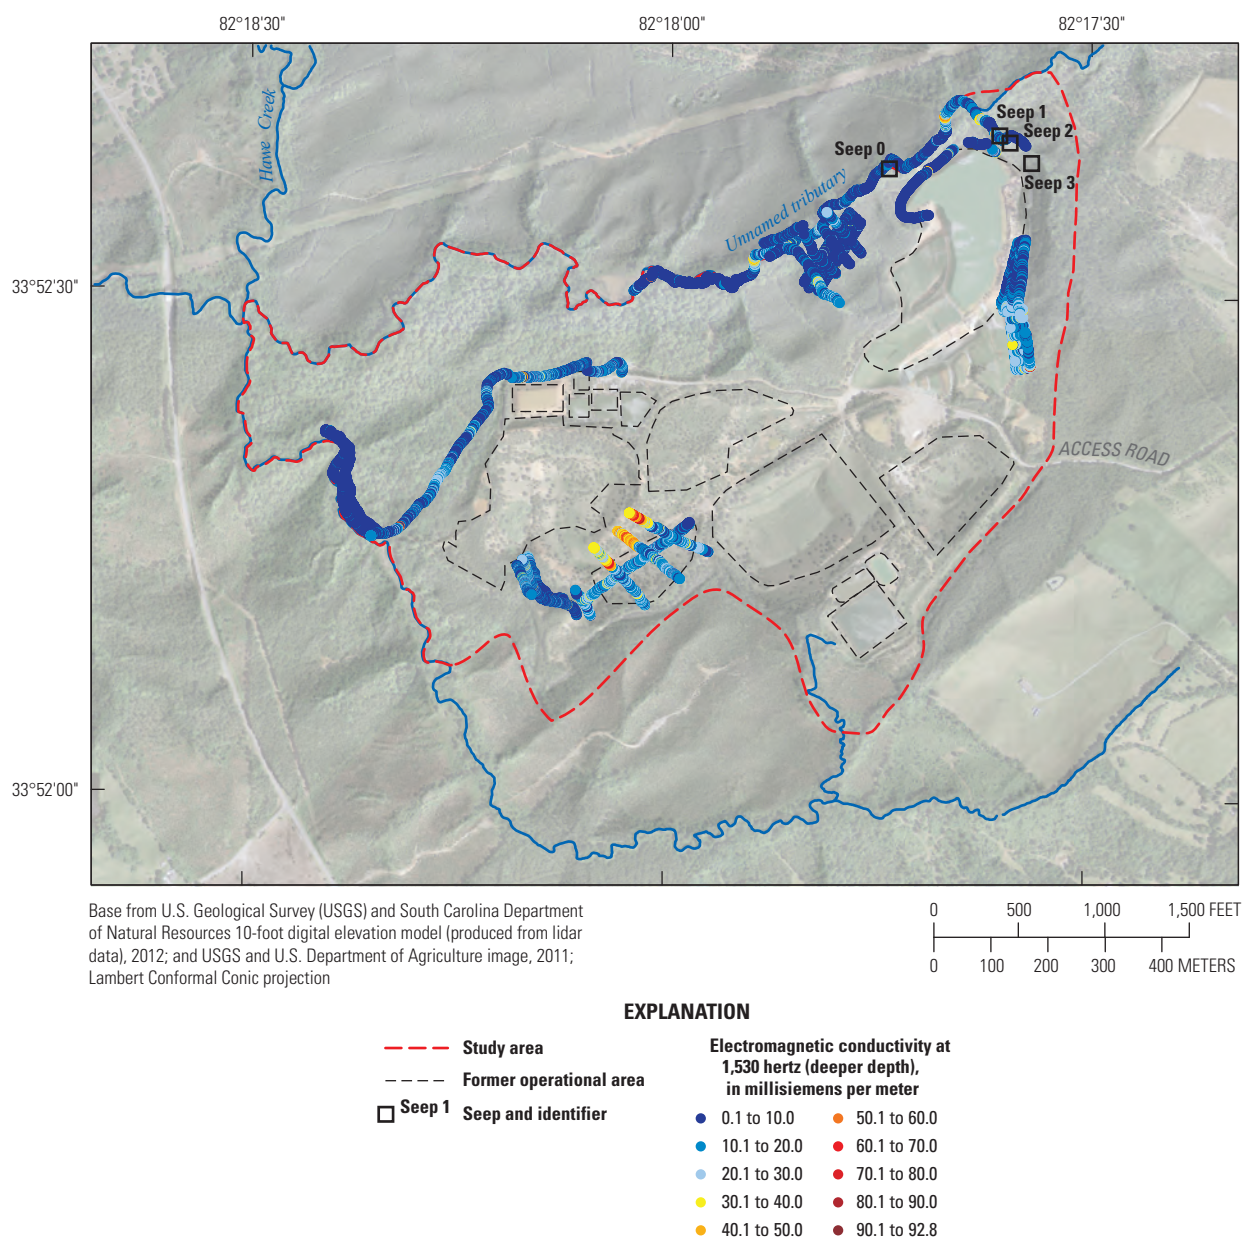 82°18'30"
82°18'00"
82°17'30"
Hawe Creek
Seep 1
Seep 2
Seep 0
Seep 3
Unnamed tributary
33°52'30"
ACCESS ROAD
33°52'00"
Base from U.S. Geological Survey (USGS) and South Carolina Department
of Natural Resources 10-foot digital elevation model (produced from lidar
data), 2012; and USGS and U.S. Department of Agriculture image, 2011;
Lambert Conformal Conic projection
0 500 1,000 1,500 FEET
0 100 200 300 400 METERS
EXPLANATION
Study area
Former operational area
Seep 1 Seep and identifier
Electromagnetic conductivity at
1,530 hertz (deeper depth),
in millisiemens per meter
0.1 to 10.0
10.1 to 20.0
20.1 to 30.0
30.1 to 40.0
40.1 to 50.0
50.1 to 60.0
60.1 to 70.0
70.1 to 80.0
80.1 to 90.0
90.1 to 92.8